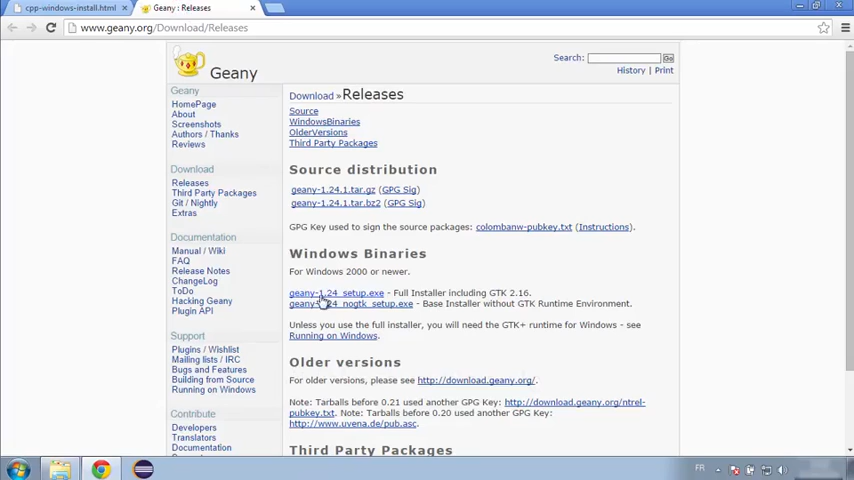 cpp-windows-install.html
Geany : Releases
www.geany.org/Download/Releases
Geany
Search:
Go
History | Print
Geany
HomePage
About
Screenshots
Authors / Thanks
Reviews
Download
Releases
Third Party Packages
Git / Nightly
Extras
Documentation
Manual / Wiki
FAQ
Release Notes
ChangeLog
ToDo
Hacking Geany
Plugin API
Support
Plugins / Wishlist
Mailing lists / IRC
Bugs and Features
Building from Source
Running on Windows
Contribute
Developers
Translators
Documentation
Download » Releases
Source
WindowsBinaries
OlderVersions
Third Party Packages
Source distribution
geany-1.24.1.tar.gz (GPG Sig)
geany-1.24.1.tar.bz2 (GPG Sig)
GPG Key used to sign the source packages: colombanw-pubkey.txt (Instructions).
Windows Binaries
For Windows 2000 or newer.
geany-1.24_setup.exe - Full Installer including GTK 2.16.
geany-1.24_nogtk_setup.exe - Base Installer without GTK Runtime Environment.
Unless you use the full installer, you will need the GTK+ runtime for Windows - see
Running on Windows.
Older versions
For older versions, please see http://download.geany.org/.
Note: Tarballs before 0.21 used another GPG Key: http://download.geany.org/ntrel-
pubkey.txt. Note: Tarballs before 0.20 used another GPG Key:
http://www.uvena.de/pub.asc.
Third Party Packages
FR